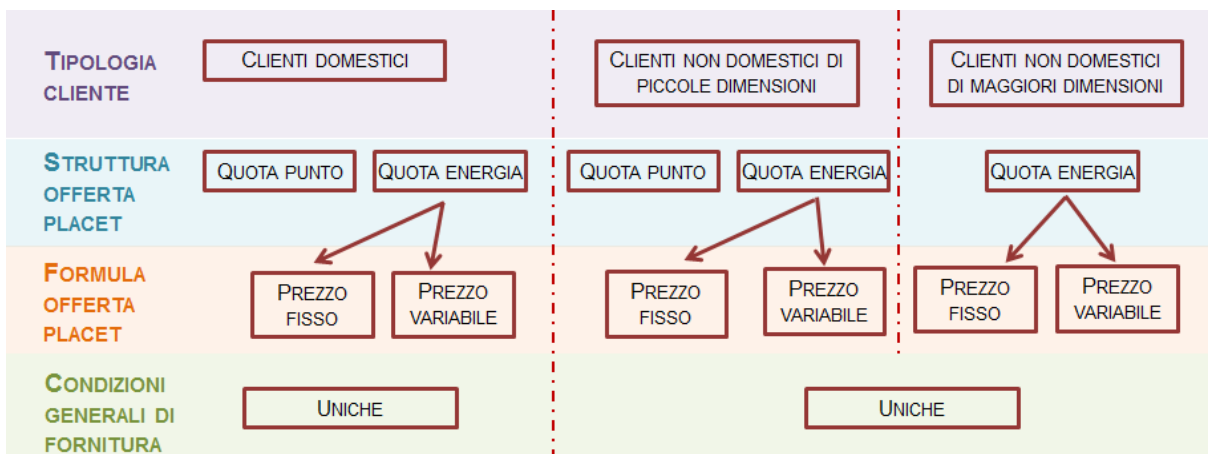 TIPOLOGIA
CLIENTE
CLIENTI DOMESTICI
CLIENTI NON DOMESTICI DI
PICCOLE DIMENSIONI
CLIENTI NON DOMESTICI
DI MAGGIORI DIMENSIONI
STRUTTURA
OFFERTA
PLACET
QUOTA PUNTO
QUOTA ENERGIA
QUOTA PUNTO
QUOTA ENERGIA
QUOTA ENERGIA
FORMULA
OFFERTA
PLACET
PREZZO
FISSO
PREZZO
VARIABILE
PREZZO
FISSO
PREZZO
VARIABILE
PREZZO
FISSO
PREZZO
VARIABILE
CONDIZIONI
GENERALI DI
FORNITURA
UNICHE
UNICHE